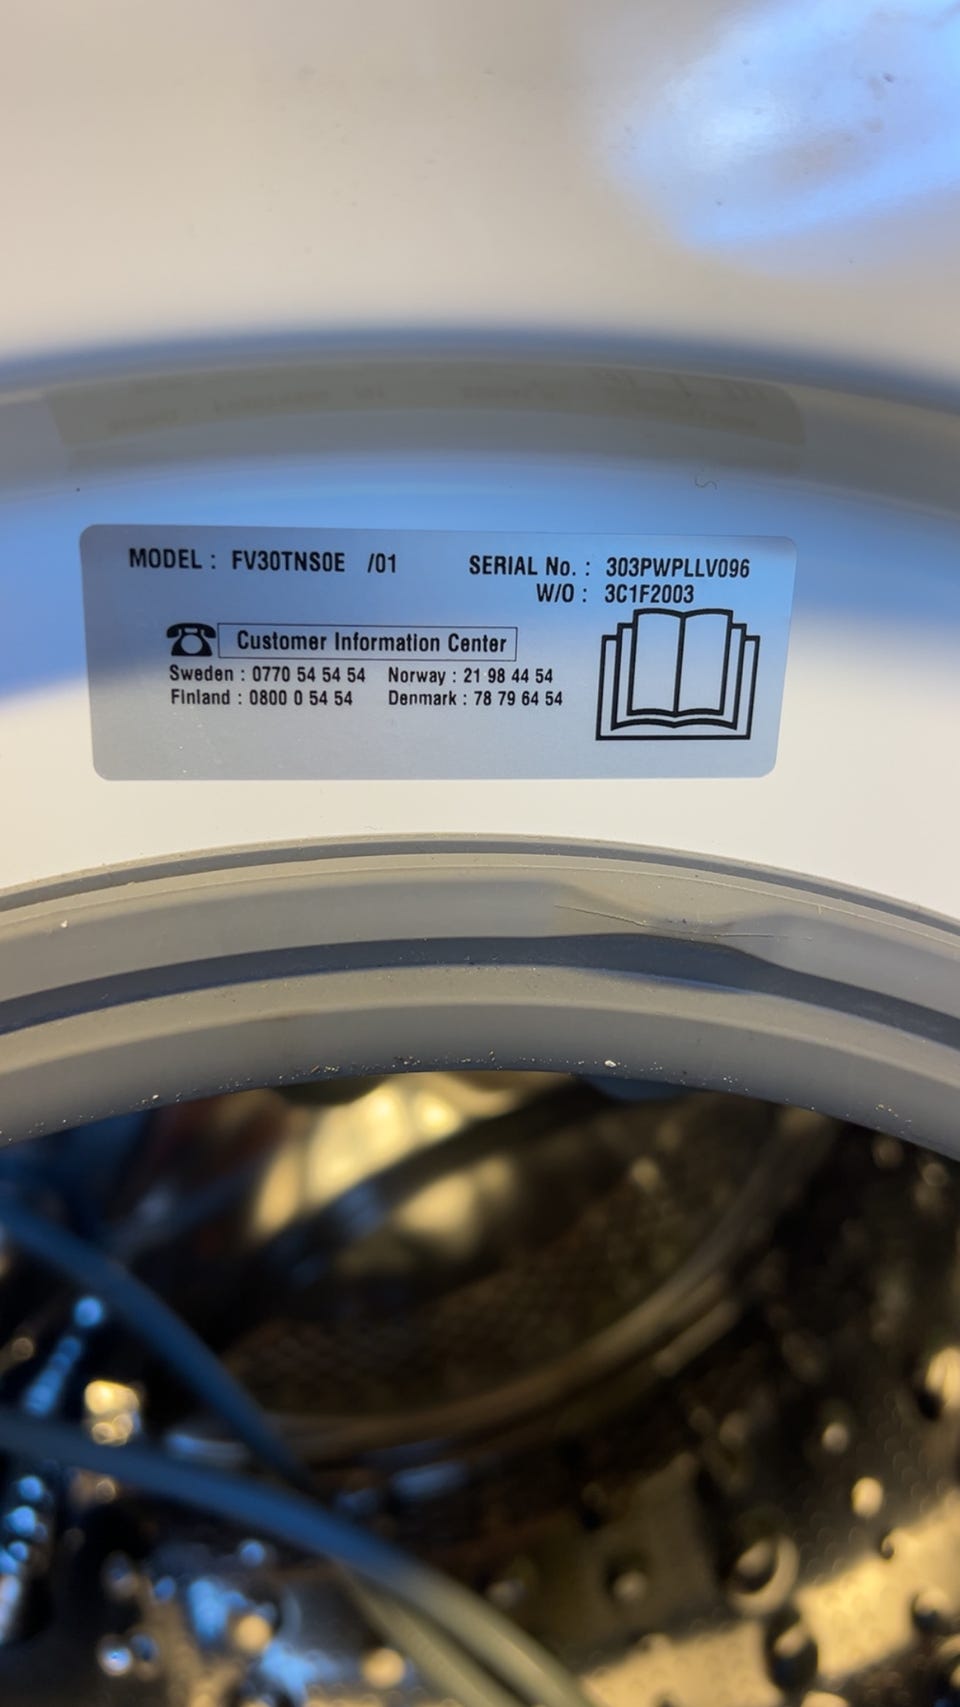 MODEL : FV30TNS0E /01 SERIAL No. : 303PWPLLV096
W/O : 3C1F2003
Customer Information Center
Sweden : 0770 54 54 54 Norway : 21 98 44 54
Finland : 0800 0 54 54 Denmark : 78 79 64 54